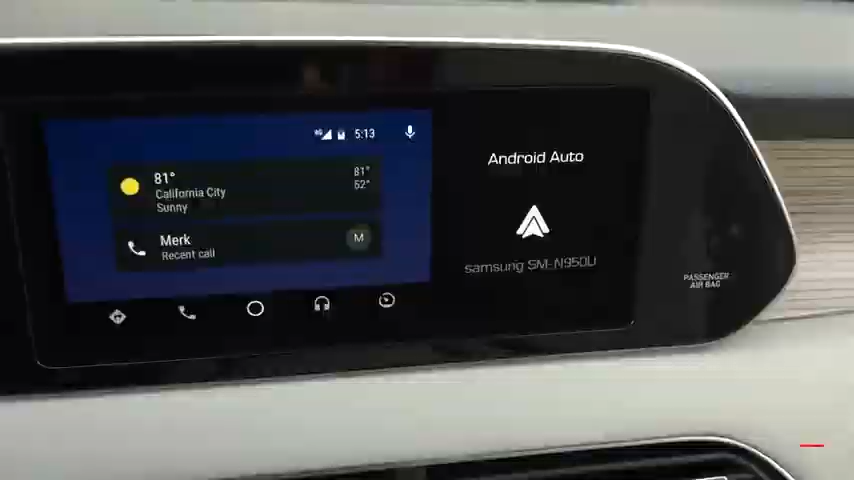 4G 5:13
81°
California City
Sunny
81°
52°
Merk
Recent call
M
Android Auto
samsung SM-N950U
PASSENGER
AIR BAG